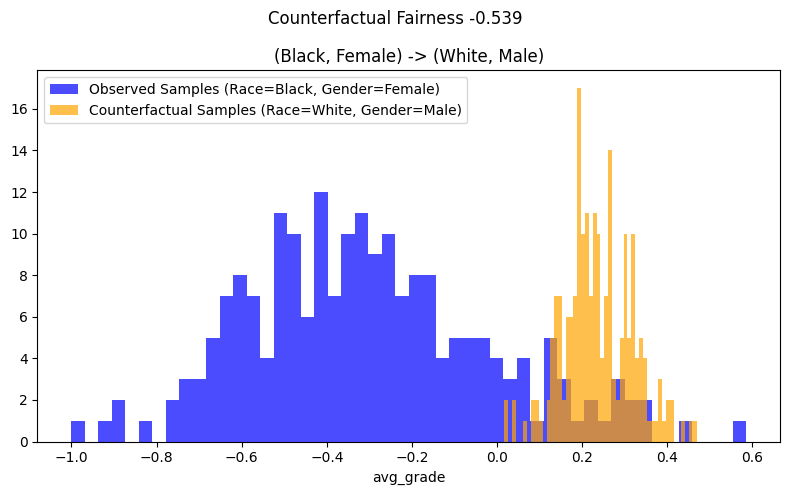 Counterfactual Fairness -0.539
(Black, Female) -> (White, Male)
Observed Samples (Race=Black, Gender=Female)
Counterfactual Samples (Race=White, Gender=Male)
16
14
12
10
8
6
4
2
0
−1.0 −0.8 −0.6 −0.4 −0.2 0.0 0.2 0.4 0.6
avg_grade